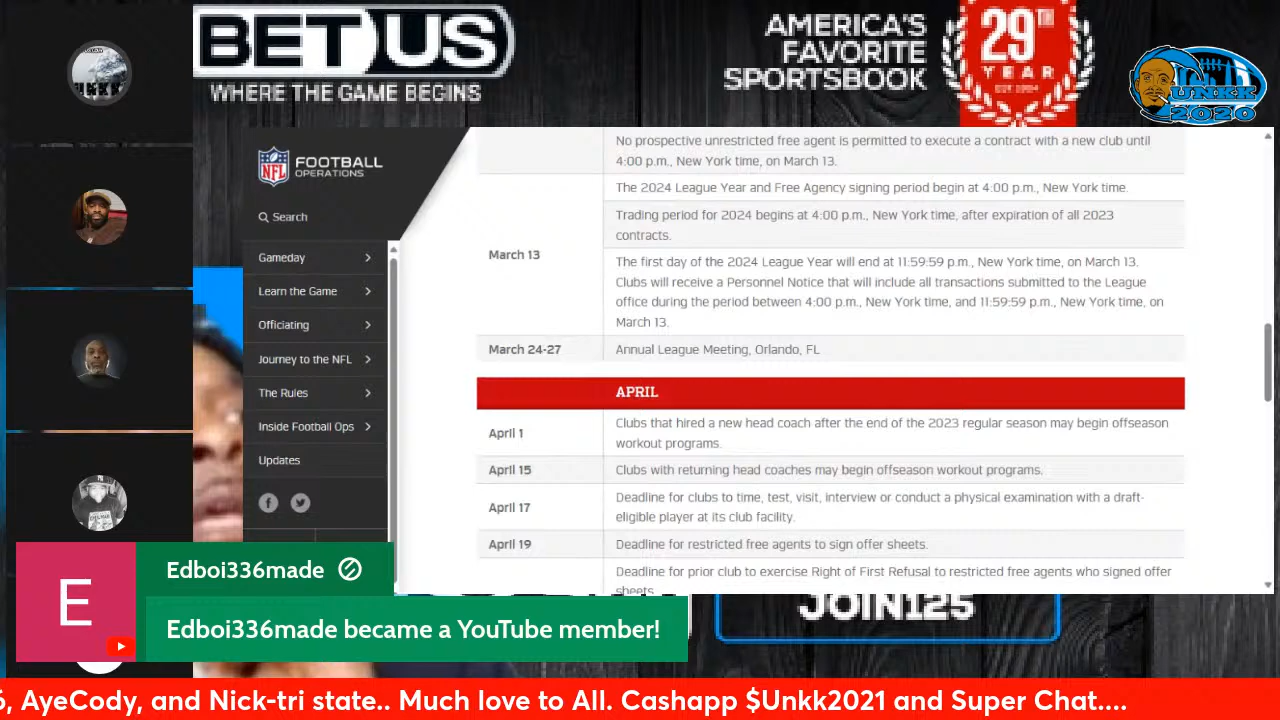 BETUS
WHERE THE GAME BEGINS
AMERICA'S
FAVORITE
SPORTSBOOK
29TH
YEAR
EST 1994
UNKK
2020
NFL
FOOTBALL
OPERATIONS
Search
Gameday
Learn the Game
Officiating
Journey to the NFL
The Rules
Inside Football Ops
Updates
No prospective unrestricted free agent is permitted to execute a contract with a new club until
4:00 p.m., New York time, on March 13.
March 13
The 2024 League Year and Free Agency signing period begin at 4:00 p.m., New York time.
Trading period for 2024 begins at 4:00 p.m., New York time, after expiration of all 2023
contracts.
The first day of the 2024 League Year will end at 11:59:59 p.m., New York time, on March 13.
Clubs will receive a Personnel Notice that will include all transactions submitted to the League
office during the period between 4:00 p.m., New York time, and 11:59:59 p.m., New York time, on
March 13.
March 24-27
Annual League Meeting, Orlando, FL
APRIL
April 1
Clubs that hired a new head coach after the end of the 2023 regular season may begin offseason
workout programs.
April 15
Clubs with returning head coaches may begin offseason workout programs.
April 17
Deadline for clubs to time, test, visit, interview or conduct a physical examination with a draft-
eligible player at its club facility.
April 19
Deadline for restricted free agents to sign offer sheets.
Deadline for prior club to exercise Right of First Refusal to restricted free agents who signed offer
sheets.
JOIN125
E
Edboi336made
Edboi336made became a YouTube member!
6, AyeCody, and Nick-tri state.. Much love to All. Cashapp $Unkk2021 and Super Chat....